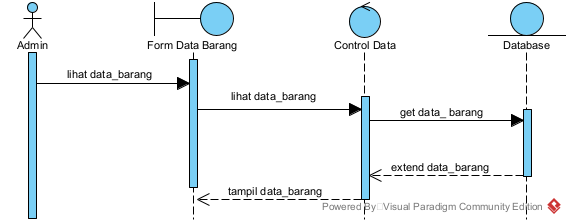 Admin
Form Data Barang
Control Data
Database
lihat data_barang
lihat data_barang
get data_ barang
extend data_barang
tampil data_barang
Powered By Visual Paradigm Community Edition